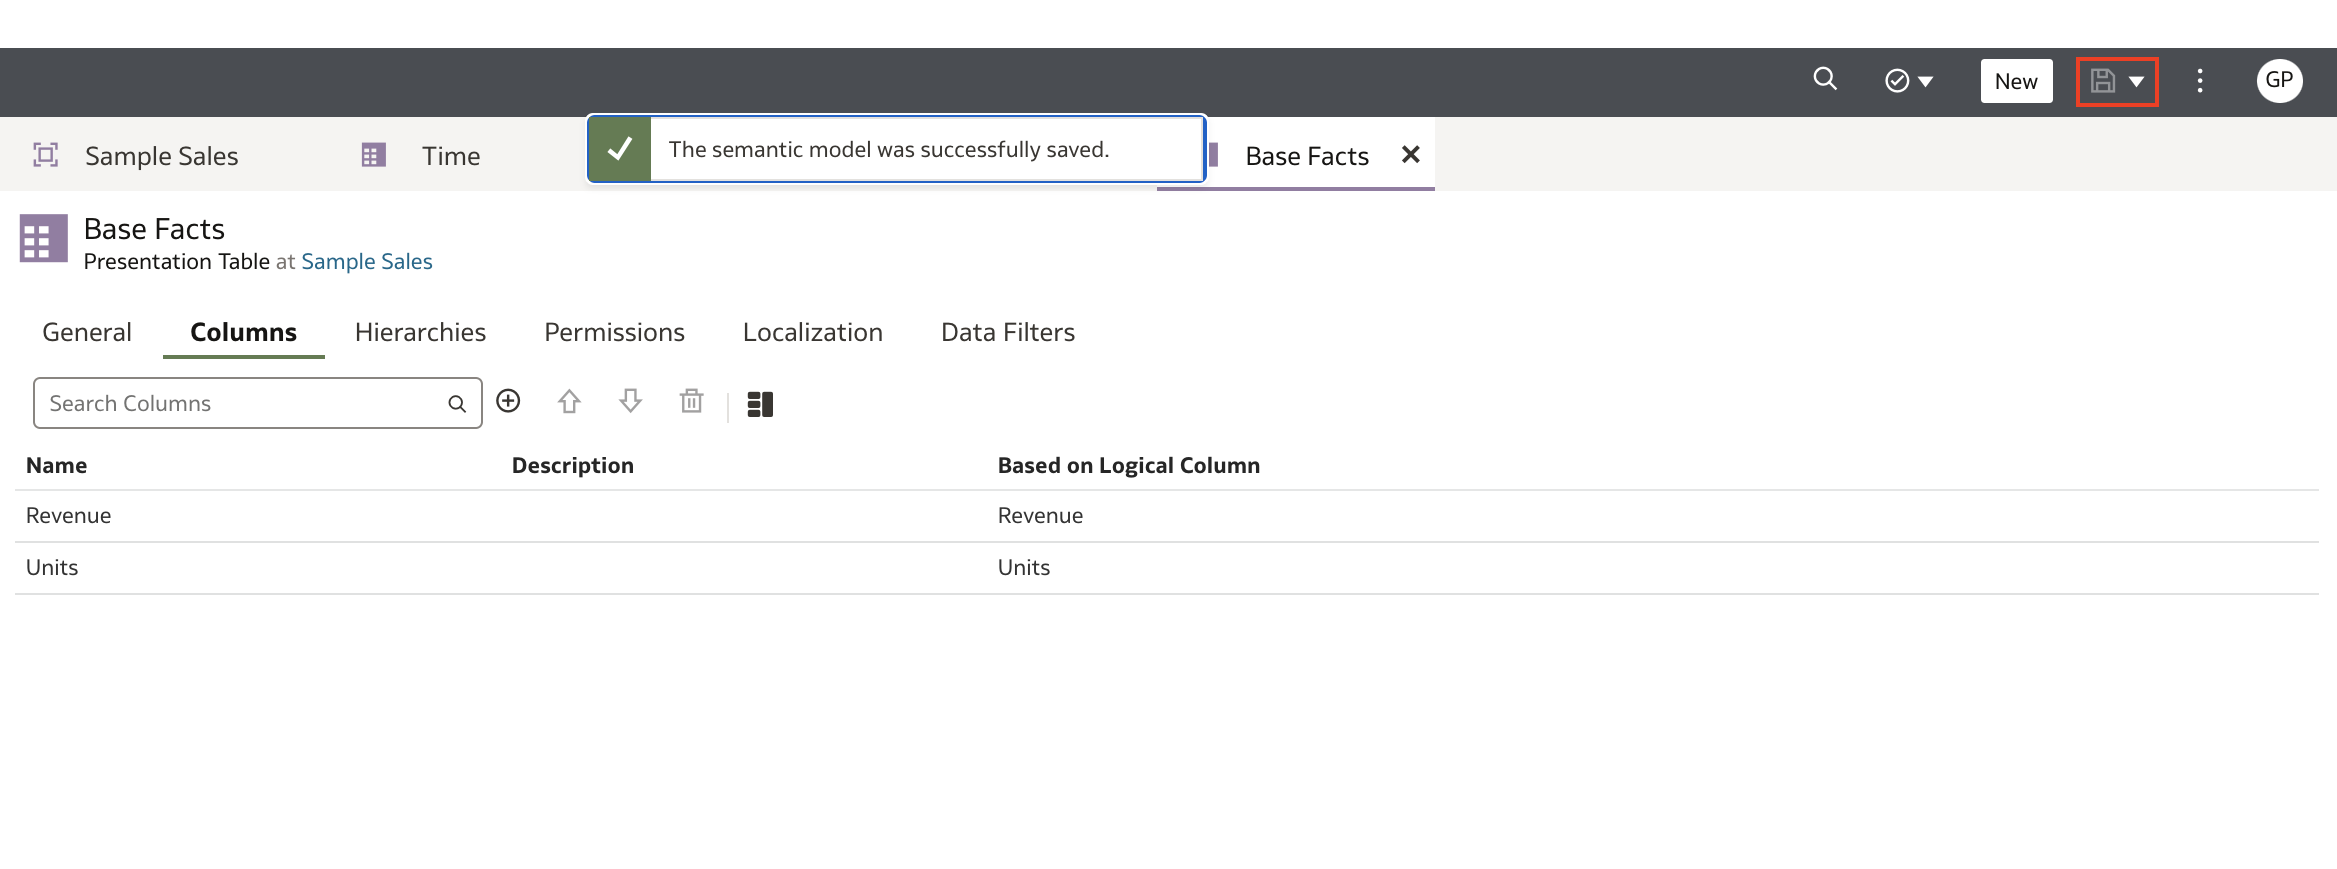 New
GP
Sample Sales
Time
The semantic model was successfully saved.
Base Facts
Base Facts
Presentation Table at Sample Sales
General
Columns
Hierarchies
Permissions
Localization
Data Filters
Search Columns
Name
Description
Based on Logical Column
Revenue
Revenue
Units
Units